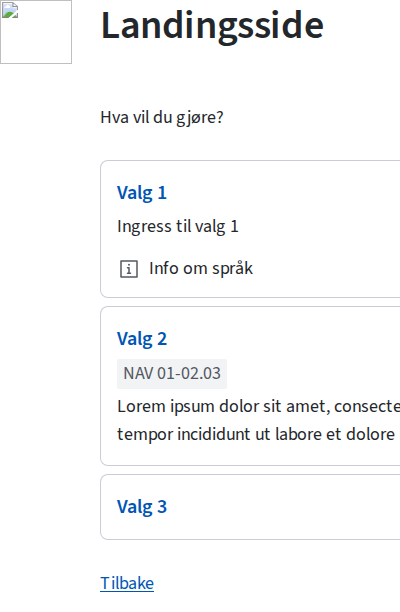 Landingsside
Hva vil du gjøre?
Valg 1
Ingress til valg 1
Info om språk
Valg 2
NAV 01-02.03
Lorem ipsum dolor sit amet, consecte
tempor incididunt ut labore et dolore
Valg 3
Tilbake